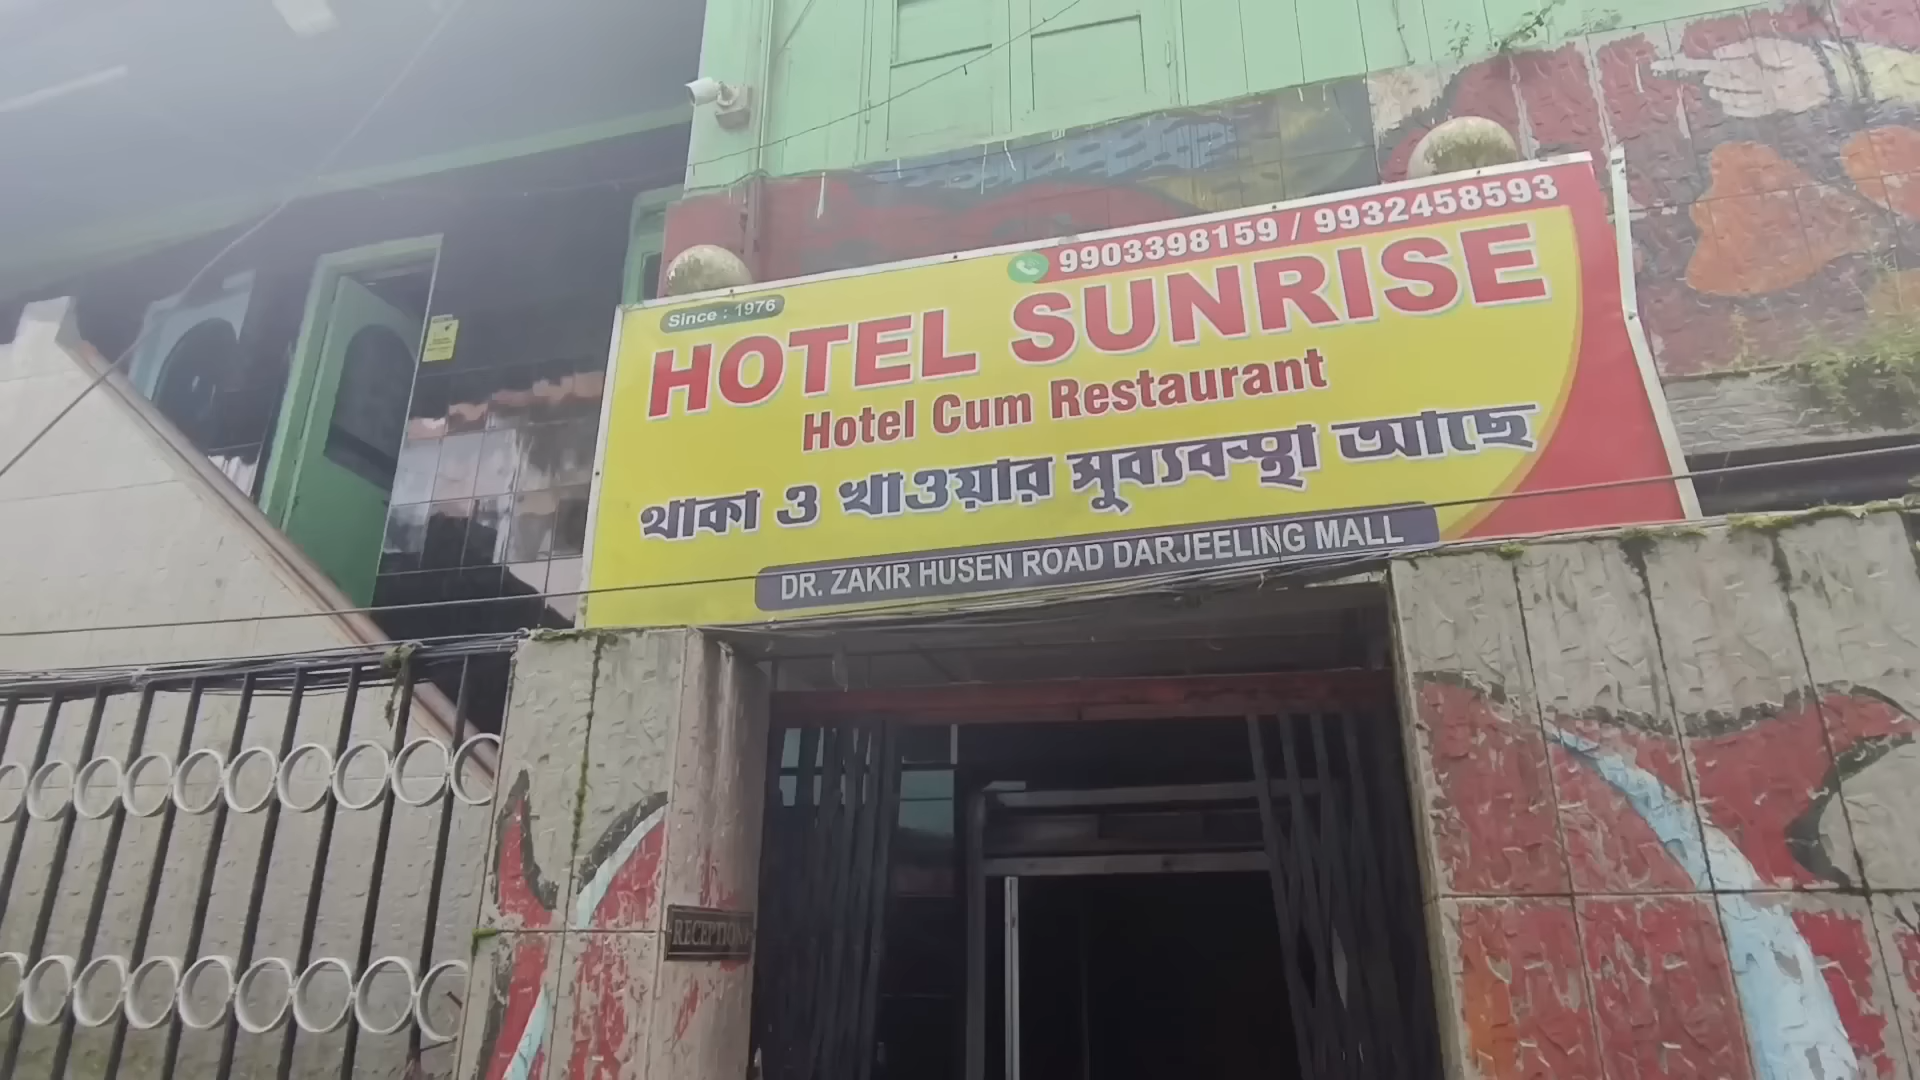 9903398159 / 9932458593
Since : 1976
HOTEL SUNRISE
Hotel Cum Restaurant
থাকা ও খাওয়ার সুব্যবস্থা আছে
DR. ZAKIR HUSEN ROAD DARJEELING MALL
RECEPTION